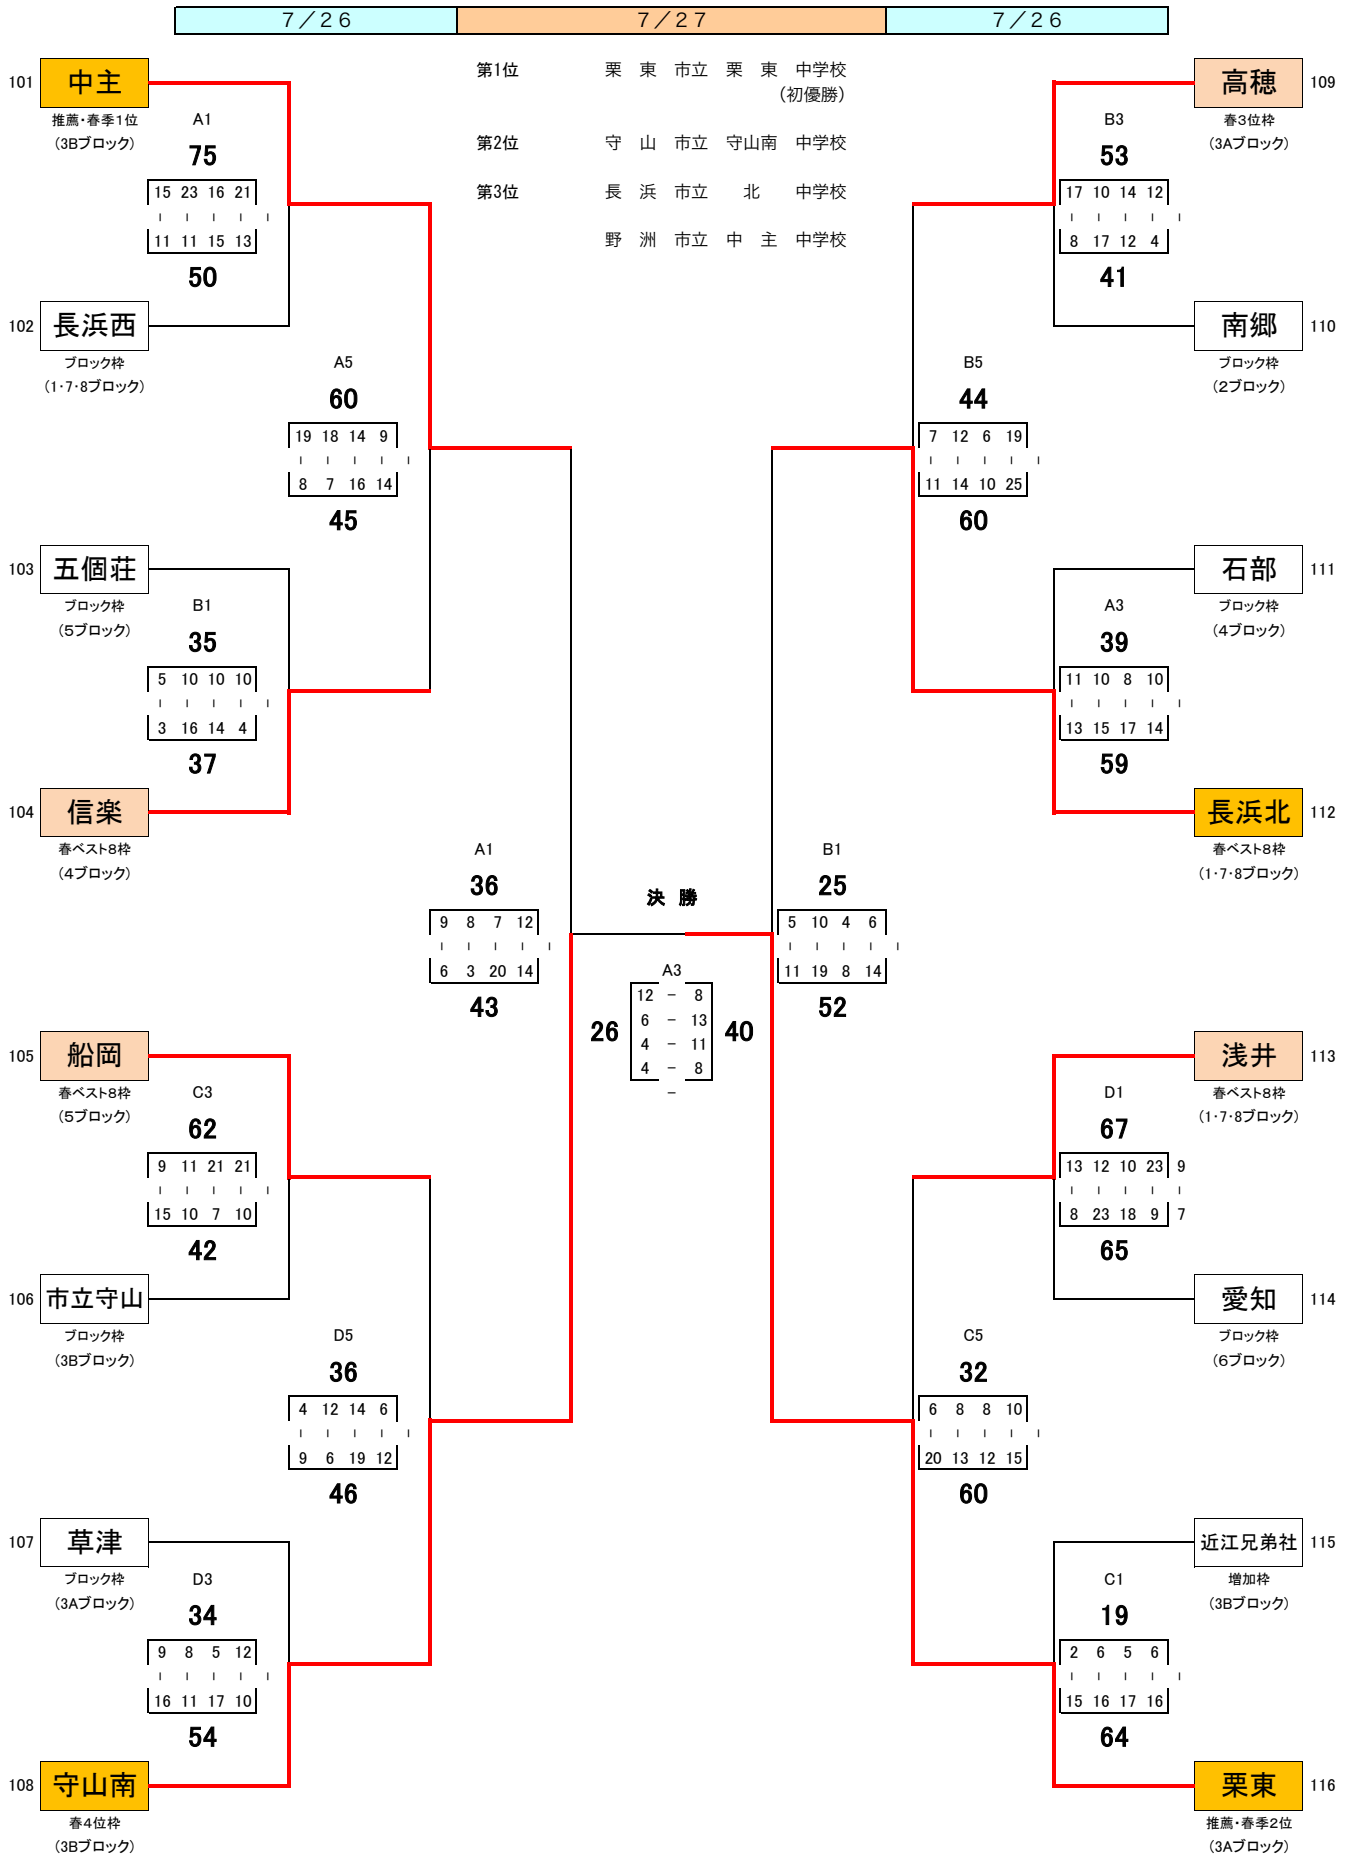 ７／２６
７／２７
７／２６
第1位 栗 東 市立 栗 東 中学校
(初優勝)
第2位 守 山 市立 守山南 中学校
第3位 長 浜 市立 北 中学校
野 洲 市立 中 主 中学校
101 中主
推薦・春季1位
(3Bブロック)
A1
75
15 23 16 21
- - - - -
11 11 15 13
50
102 長浜西
ブロック枠
(1・7・8ブロック)
A5
60
19 18 14 9
- - - - -
8 7 16 14
45
103 五個荘
ブロック枠
(5ブロック)
B1
35
5 10 10 10
- - - - -
3 16 14 4
37
104 信楽
春ベスト8枠
(4ブロック)
A1
36
9 8 7 12
- - - - -
6 3 20 14
43
105 船岡
春ベスト8枠
(5ブロック)
C3
62
9 11 21 21
- - - - -
15 10 7 10
42
106 市立守山
ブロック枠
(3Bブロック)
D5
36
4 12 14 6
- - - - -
9 6 19 12
46
107 草津
ブロック枠
(3Aブロック)
D3
34
9 8 5 12
- - - - -
16 11 17 10
54
108 守山南
春4位枠
(3Bブロック)
決 勝
A3
12 - 8
6 - 13
26 40
4 - 11
4 - 8
-
高穂 109
春3位枠
(3Aブロック)
B3
53
17 10 14 12
- - - - -
8 17 12 4
41
南郷 110
ブロック枠
(2ブロック)
B5
44
7 12 6 19
- - - - -
11 14 10 25
60
石部 111
ブロック枠
(4ブロック)
A3
39
11 10 8 10
- - - - -
13 15 17 14
59
長浜北 112
春ベスト8枠
(1・7・8ブロック)
B1
25
5 10 4 6
- - - - -
11 19 8 14
52
浅井 113
春ベスト8枠
(1・7・8ブロック)
D1
67
13 12 10 23 9
- - - - -
8 23 18 9 7
65
愛知 114
ブロック枠
(6ブロック)
C5
32
6 8 8 10
- - - - -
20 13 12 15
60
近江兄弟社 115
増加枠
(3Bブロック)
C1
19
2 6 5 6
- - - - -
15 16 17 16
64
栗東 116
推薦・春季2位
(3Aブロック)